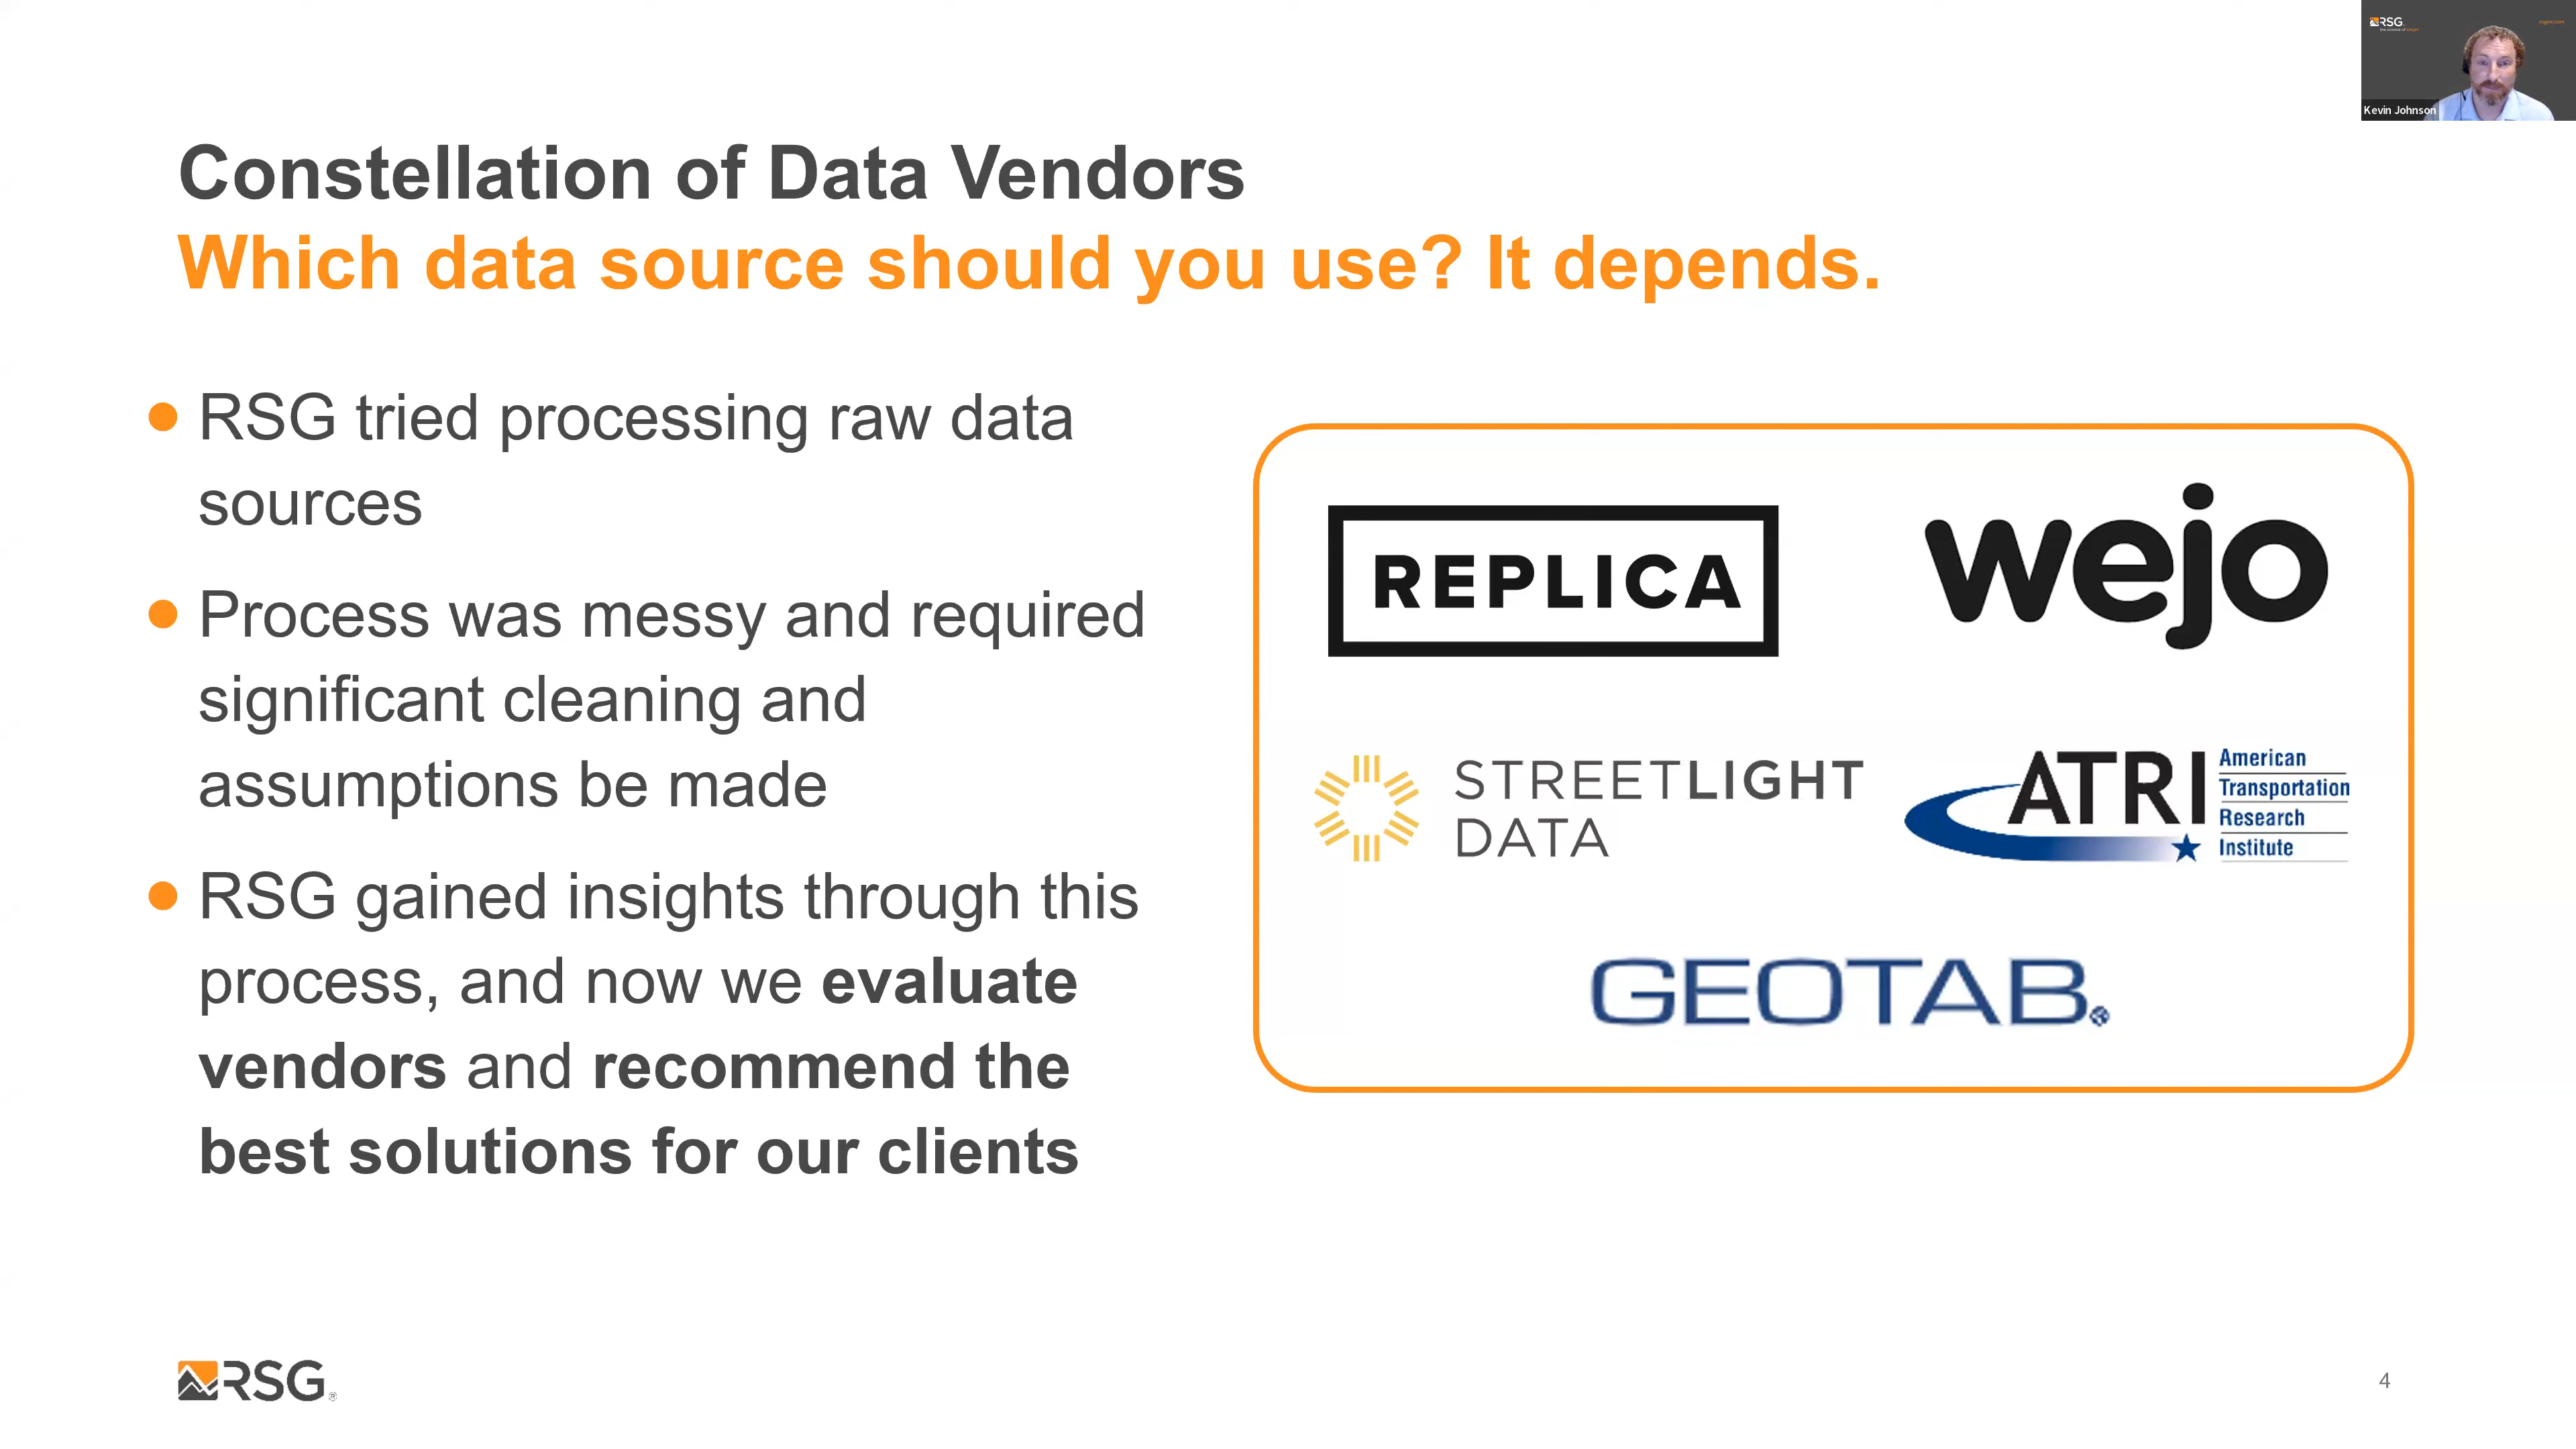 RSG
Kevin Johnson
Constellation of Data Vendors
Which data source should you use? It depends.
RSG tried processing raw data
sources
Process was messy and required
significant cleaning and
assumptions be made
RSG gained insights through this
process, and now we evaluate
vendors and recommend the
best solutions for our clients
REPLICA
wejo
STREETLIGHT
DATA
ATRI
American
Transportation
Research
Institute
GEOTAB
RSG
4